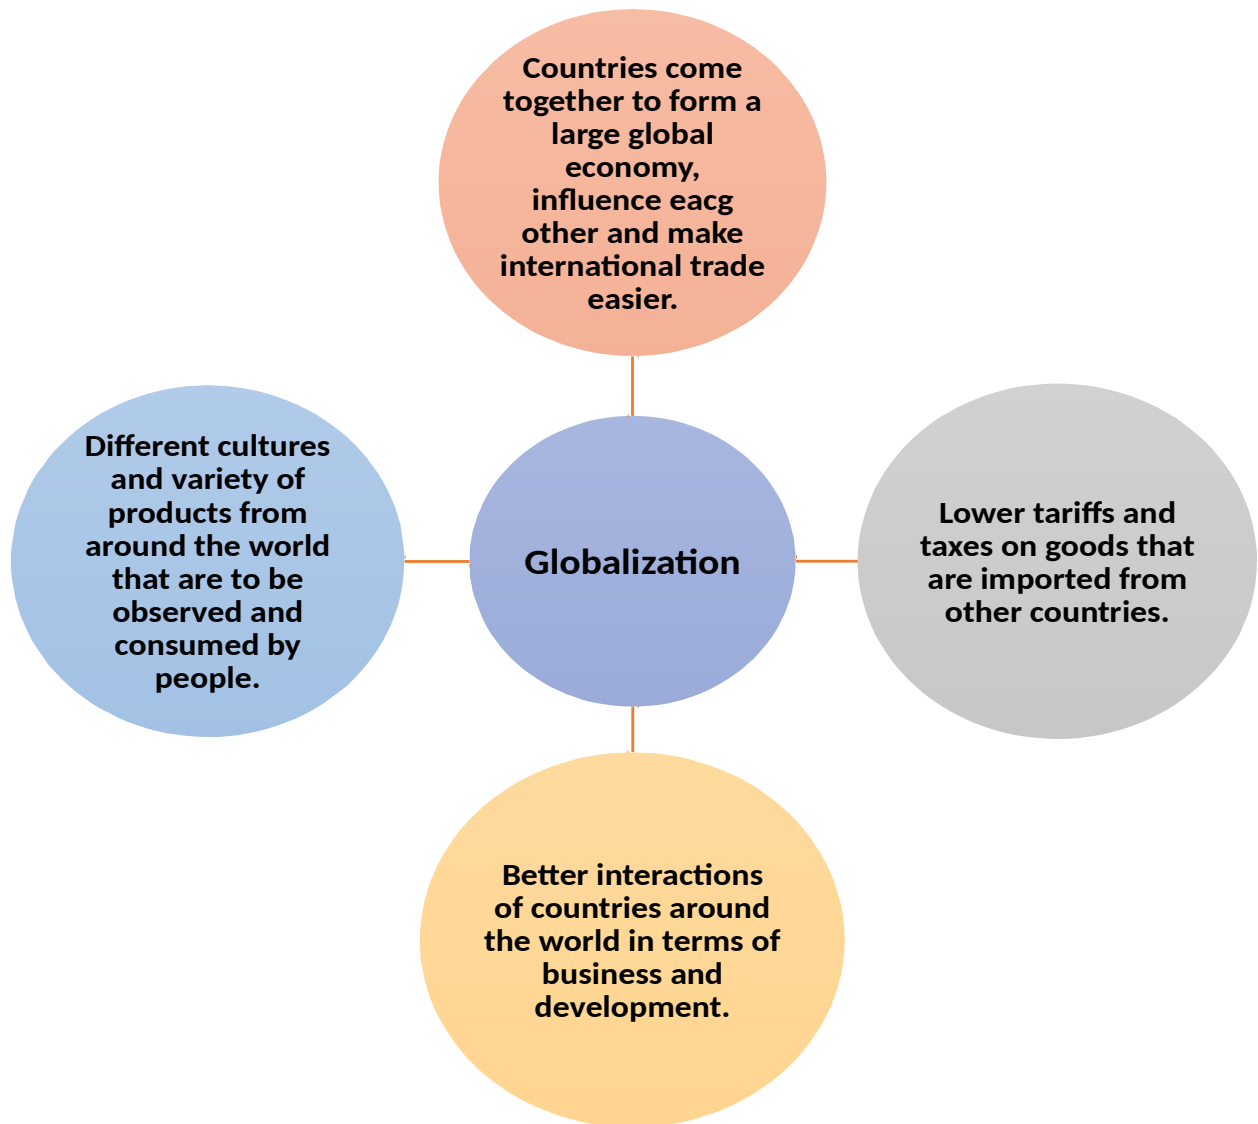 Countries come
together to form a
large global
economy,
influence eacg
other and make
international trade
easier.
Different cultures
and variety of
products from
around the world
that are to be
observed and
consumed by
people.
Globalization
Lower tariffs and
taxes on goods that
are imported from
other countries.
Better interactions
of countries around
the world in terms of
business and
development.